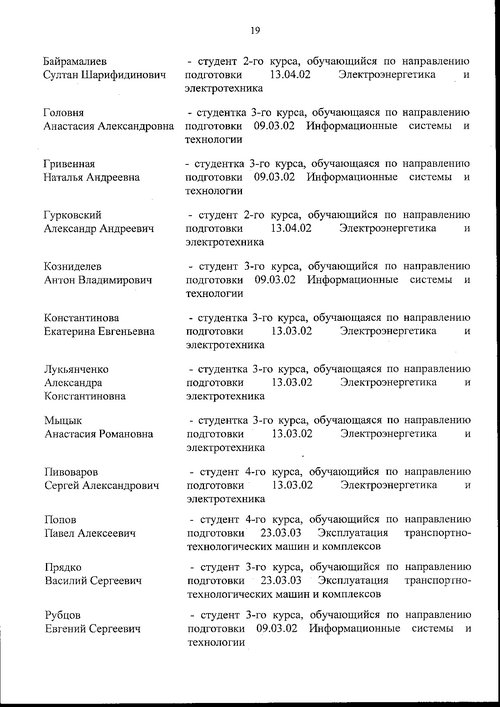 19
Байрамалиев
Султан Шарифидинович
- студент 2-го курса, обучающийся по направлению
подготовки 13.04.02 Электроэнергетика и
электротехника
Головня
Анастасия Александровна
- студентка 3-го курса, обучающаяся по направлению
подготовки 09.03.02 Информационные системы и
технологии
Гривенная
Наталья Андреевна
- студентка 3-го курса, обучающаяся по направлению
подготовки 09.03.02 Информационные системы и
технологии
Гурковский
Александр Андреевич
- студент 2-го курса, обучающийся по направлению
подготовки 13.04.02 Электроэнергетика и
электротехника
Козниделев
Антон Владимирович
- студент 3-го курса, обучающийся по направлению
подготовки 09.03.02 Информационные системы и
технологии
Константинова
Екатерина Евгеньевна
- студентка 3-го курса, обучающаяся по направлению
подготовки 13.03.02 Электроэнергетика и
электротехника
Лукьянченко
Александра
Константиновна
- студентка 3-го курса, обучающаяся по направлению
подготовки 13.03.02 Электроэнергетика и
электротехника
Мыцык
Анастасия Романовна
- студентка 3-го курса, обучающаяся по направлению
подготовки 13.03.02 Электроэнергетика и
электротехника
Пивоваров
Сергей Александрович
- студент 4-го курса, обучающийся по направлению
подготовки 13.03.02 Электроэнергетика и
электротехника
Попов
Павел Алексеевич
- студент 4-го курса, обучающийся по направлению
подготовки 23.03.03 Эксплуатация транспортно-
технологических машин и комплексов
Прядко
Василий Сергеевич
- студент 3-го курса, обучающийся по направлению
подготовки 23.03.03 Эксплуатация транспортно-
технологических машин и комплексов
Рубцов
Евгений Сергеевич
- студент 3-го курса, обучающийся по направлению
подготовки 09.03.02 Информационные системы и
технологии